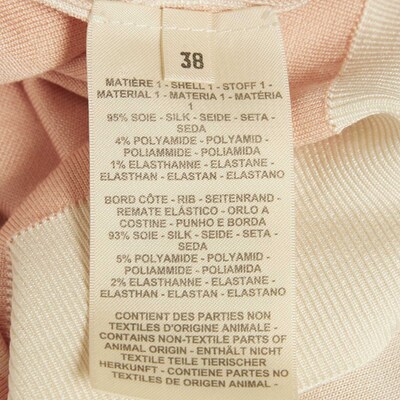 38
MATIÈRE 1 - SHELL 1 - STOFF 1 -
MATERIAL 1 - MATERIA 1 - MATÉRIA
1
95% SOIE - SILK - SEIDE - SETA -
SEDA
4% POLYAMIDE - POLYAMID -
POLIAMMIDE - POLIAMIDA
1% ELASTHANNE - ELASTANE -
ELASTHAN - ELASTAN - ELASTANO
BORD CÔTE - RIB - SEITENRAND -
REMATE ELÁSTICO - ORLO A
COSTINE - PUNHO E BORDA
93% SOIE - SILK - SEIDE - SETA -
SEDA
5% POLYAMIDE - POLYAMID -
POLIAMMIDE - POLIAMIDA
2% ELASTHANNE - ELASTANE -
ELASTHAN - ELASTAN - ELASTANO
CONTIENT DES PARTIES NON
TEXTILES D'ORIGINE ANIMALE -
CONTAINS NON-TEXTILE PARTS OF
ANIMAL ORIGIN - ENTHÄLT NICHT
TEXTILE TEILE TIERISCHER
HERKUNFT - CONTIENE PARTES NO
TEXTILES DE ORIGEN ANIMAL -